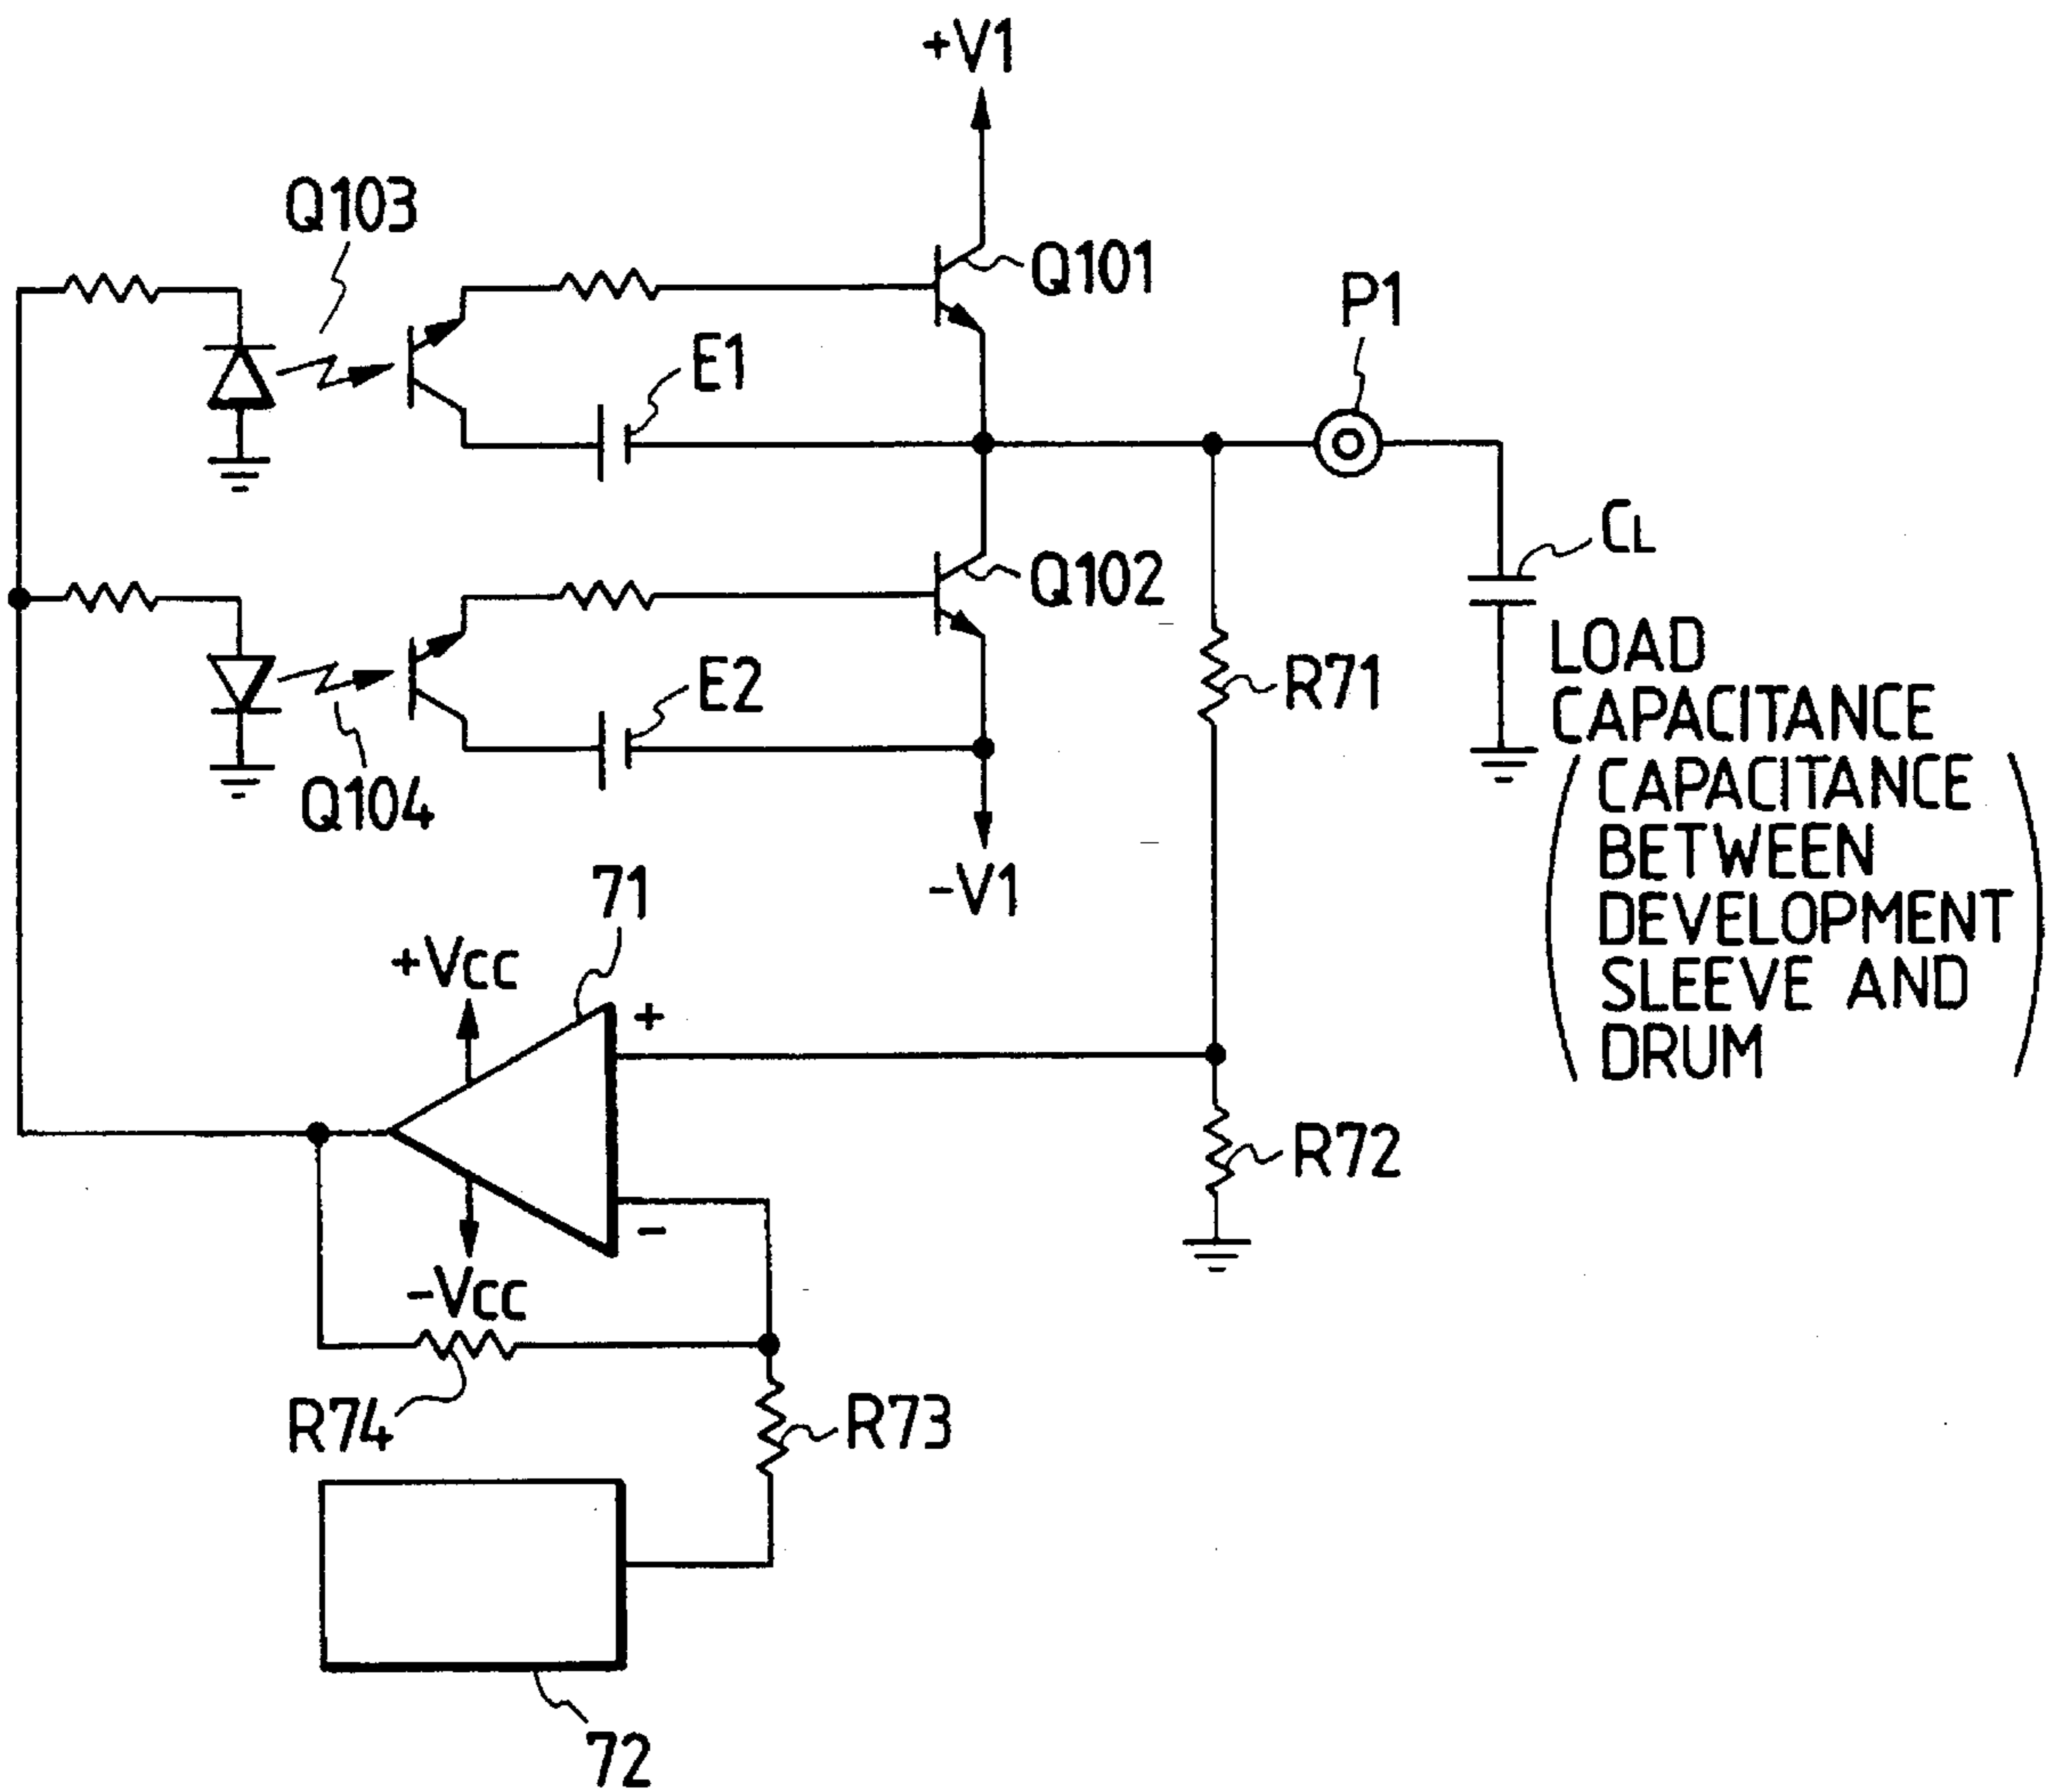 +V1
Q103
Q101
P1
E1
CL
Q102
LOAD
CAPACITANCE
(CAPACITANCE
BETWEEN
DEVELOPMENT
SLEEVE AND
DRUM)
R71
E2
Q104
-V1
71
+VCC
+
R72
-
-VCC
R74
R73
72